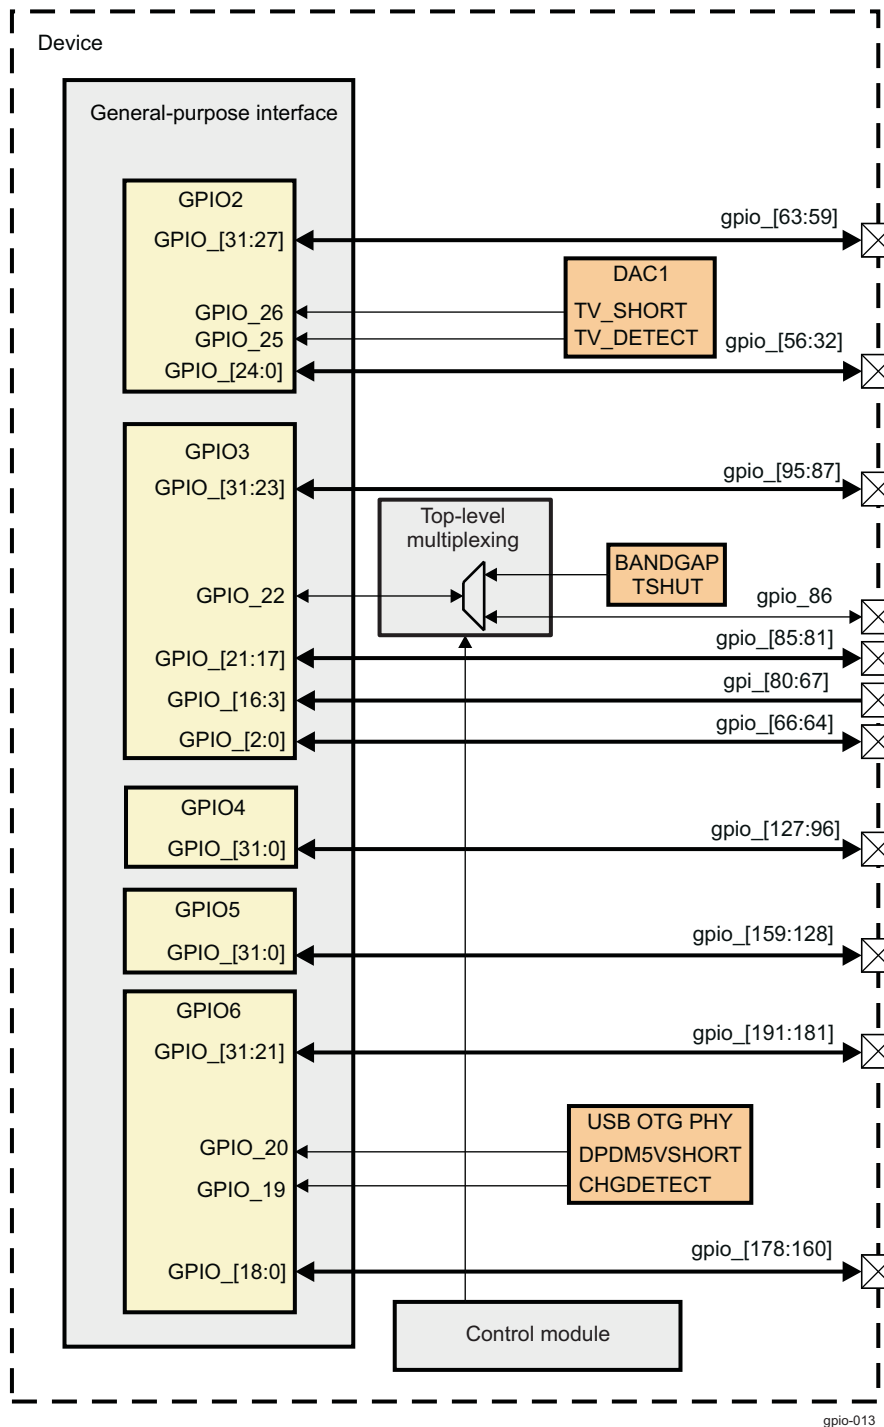 Device
General-purpose interface
GPIO2
GPIO_[31:27]
gpio_[63:59]
DAC1
GPIO_26
TV_SHORT
GPIO_25
TV_DETECT
gpio_[56:32]
GPIO_[24:0]
GPIO3
gpio_[95:87]
GPIO_[31:23]
Top-level
multiplexing
BANDGAP
TSHUT
GPIO_22
gpio_86
gpio_[85:81]
GPIO_[21:17]
gpi_[80:67]
GPIO_[16:3]
gpio_[66:64]
GPIO_[2:0]
GPIO4
gpio_[127:96]
GPIO_[31:0]
GPIO5
gpio_[159:128]
GPIO_[31:0]
GPIO6
gpio_[191:181]
GPIO_[31:21]
USB OTG PHY
GPIO_20
DPDM5VSHORT
GPIO_19
CHGDETECT
gpio_[178:160]
GPIO_[18:0]
Control module
gpio-013